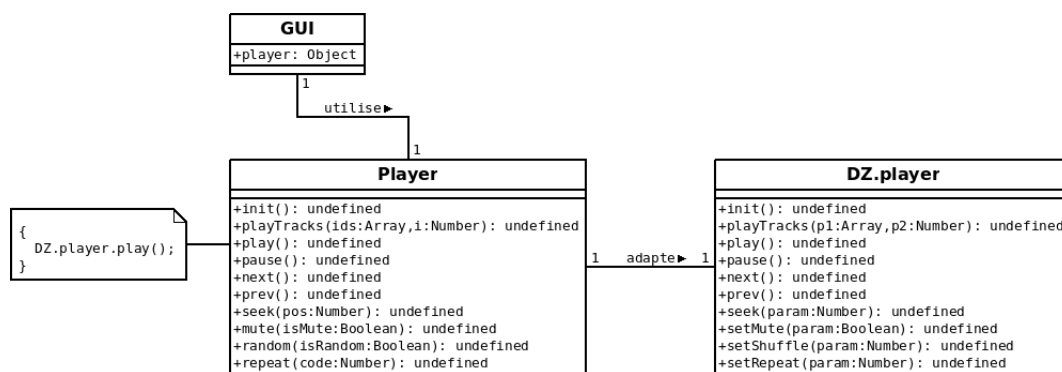 GUI
+player: Object
1
utilise
1
Player
+init(): undefined
+playTracks(ids:Array,i:Number): undefined
+play(): undefined
+pause(): undefined
+next(): undefined
+prev(): undefined
+seek(pos:Number): undefined
+mute(isMute:Boolean): undefined
+random(isRandom:Boolean): undefined
+repeat(code:Number): undefined
{
DZ.player.play();
}
1
adapte
1
DZ.player
+init(): undefined
+playTracks(p1:Array,p2:Number): undefined
+play(): undefined
+pause(): undefined
+next(): undefined
+prev(): undefined
+seek(param:Number): undefined
+setMute(param:Boolean): undefined
+setShuffle(param:Number): undefined
+setRepeat(param:Number): undefined